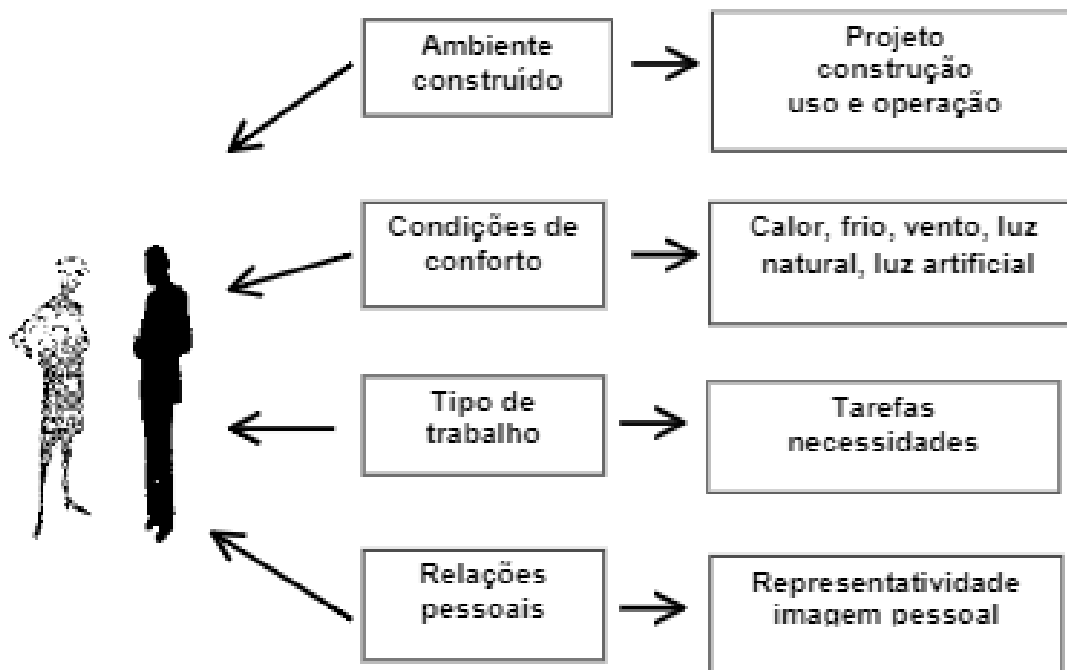 Ambiente
construído
Projeto
construção
uso e operação
Condições de
conforto
Calor, frio, vento, luz
natural, luz artificial
Tipo de
trabalho
Tarefas
necessidades
Relações
pessoais
Representatividade
imagem pessoal